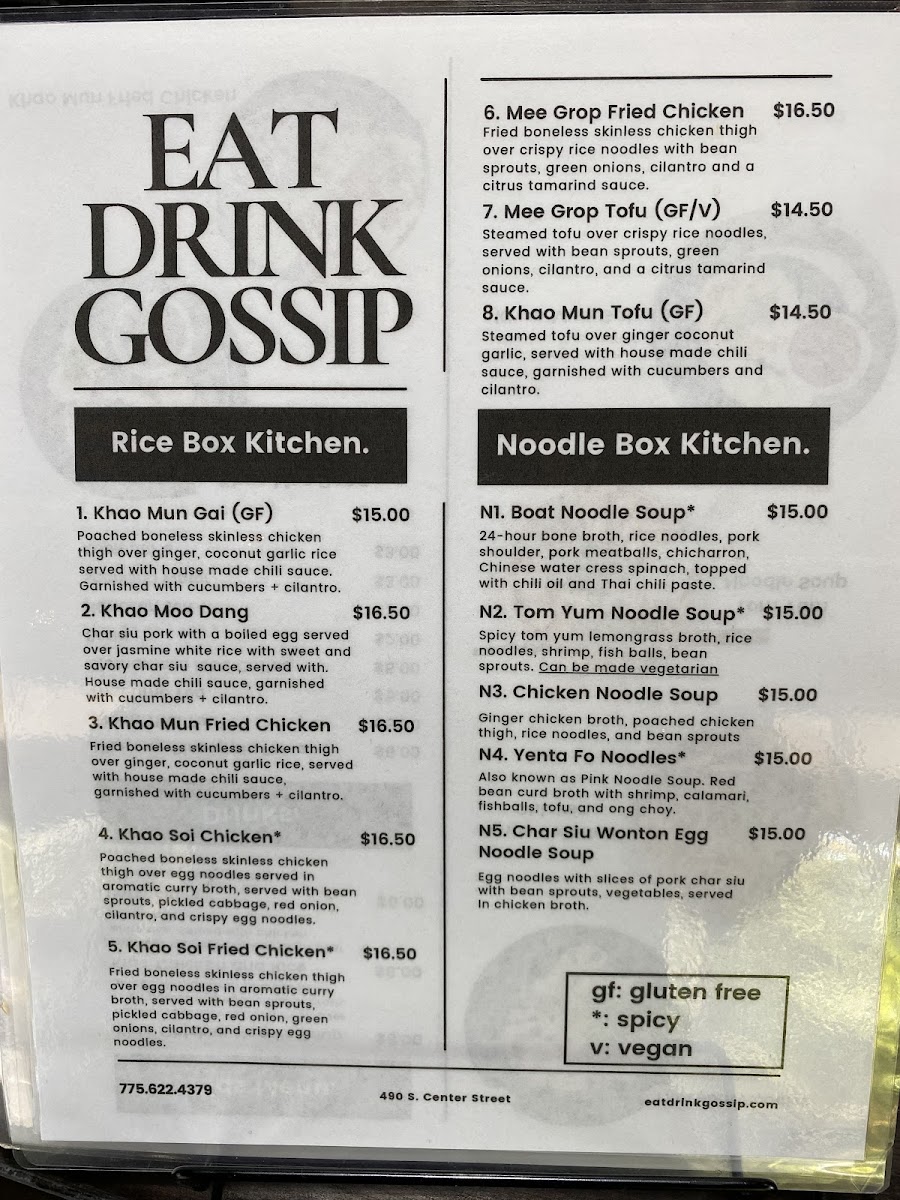 EAT
DRINK
GOSSIP
Rice Box Kitchen.
1. Khao Mun Gai (GF) $15.00
Poached boneless skinless chicken
thigh over ginger, coconut garlic rice
served with house made chili sauce.
Garnished with cucumbers + cilantro.
2. Khao Moo Dang $16.50
Char siu pork with a boiled egg served
over jasmine white rice with sweet and
savory char siu sauce, served with.
House made chili sauce, garnished
with cucumbers + cilantro.
3. Khao Mun Fried Chicken $16.50
Fried boneless skinless chicken thigh
over ginger, coconut garlic rice, served
with house made chili sauce,
garnished with cucumbers + cilantro.
4. Khao Soi Chicken* $16.50
Poached boneless skinless chicken
thigh over egg noodles served in
aromatic curry broth, served with bean
sprouts, pickled cabbage, red onion,
cilantro, and crispy egg noodles.
5. Khao Soi Fried Chicken* $16.50
Fried boneless skinless chicken thigh
over egg noodles in aromatic curry
broth, served with bean sprouts,
pickled cabbage, red onion, green
onions, cilantro, and crispy egg
noodles.
6. Mee Grop Fried Chicken $16.50
Fried boneless skinless chicken thigh
over crispy rice noodles with bean
sprouts, green onions, cilantro and a
citrus tamarind sauce.
7. Mee Grop Tofu (GF/V) $14.50
Steamed tofu over crispy rice noodles,
served with bean sprouts, green
onions, cilantro, and a citrus tamarind
sauce.
8. Khao Mun Tofu (GF) $14.50
Steamed tofu over ginger coconut
garlic, served with house made chili
sauce, garnished with cucumbers and
cilantro.
Noodle Box Kitchen.
N1. Boat Noodle Soup* $15.00
24-hour bone broth, rice noodles, pork
shoulder, pork meatballs, chicharron,
Chinese water cress spinach, topped
with chili oil and Thai chili paste.
N2. Tom Yum Noodle Soup* $15.00
Spicy tom yum lemongrass broth, rice
noodles, shrimp, fish balls, bean
sprouts. Can be made vegetarian
N3. Chicken Noodle Soup $15.00
Ginger chicken broth, poached chicken
thigh, rice noodles, and bean sprouts
N4. Yenta Fo Noodles* $15.00
Also known as Pink Noodle Soup. Red
bean curd broth with shrimp, calamari,
fishballs, tofu, and ong choy.
N5. Char Siu Wonton Egg $15.00
Noodle Soup
Egg noodles with slices of pork char siu
with bean sprouts, vegetables, served
In chicken broth.
gf: gluten free
*: spicy
v: vegan
775.622.4379 490 S. Center Street eatdrinkgossip.com